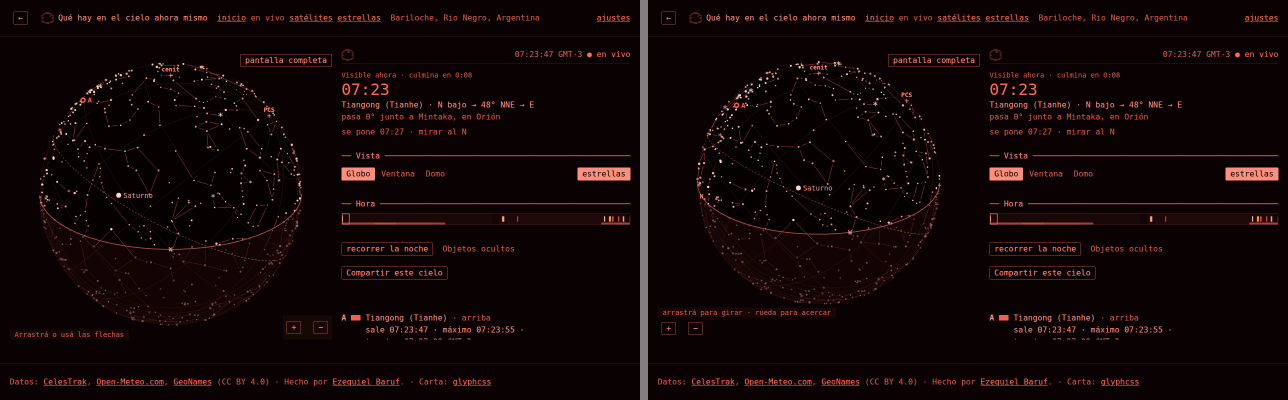 ← Qué hay en el cielo ahora mismo inicio en vivo satélites estrellas Bariloche, Río Negro, Argentina ajustes
pantalla completa
cenit
A
PCS
Saturno
N
Arrastrá o usá las flechas
+ −
07:23:47 GMT-3 ● en vivo
Visible ahora · culmina en 0:08
07:23
Tiangong (Tianhe) · N bajo → 48° NNE → E
pasa 0° junto a Mintaka, en Orión
se pone 07:27 · mirar al N
Vista
Globo Ventana Domo estrellas
Hora
recorrer la noche Objetos ocultos
Compartir este cielo
A Tiangong (Tianhe) · arriba
sale 07:23:47 · máximo 07:23:55 ·
Datos: CelesTrak, Open-Meteo.com, GeoNames (CC BY 4.0) · Hecho por Ezequiel Baruf. · Carta: glyphcss
← Qué hay en el cielo ahora mismo inicio en vivo satélites estrellas Bariloche, Río Negro, Argentina ajustes
pantalla completa
cenit
A
PCS
Saturno
N
arrastrá para girar · rueda para acercar
+ −
07:23:47 GMT-3 ● en vivo
Visible ahora · culmina en 0:08
07:23
Tiangong (Tianhe) · N bajo → 48° NNE → E
pasa 0° junto a Mintaka, en Orión
se pone 07:27 · mirar al N
Vista
Globo Ventana Domo estrellas
Hora
recorrer la noche Objetos ocultos
Compartir este cielo
A Tiangong (Tianhe) · arriba
sale 07:23:47 · máximo 07:23:55 ·
Datos: CelesTrak, Open-Meteo.com, GeoNames (CC BY 4.0) · Hecho por Ezequiel Baruf. · Carta: glyphcss